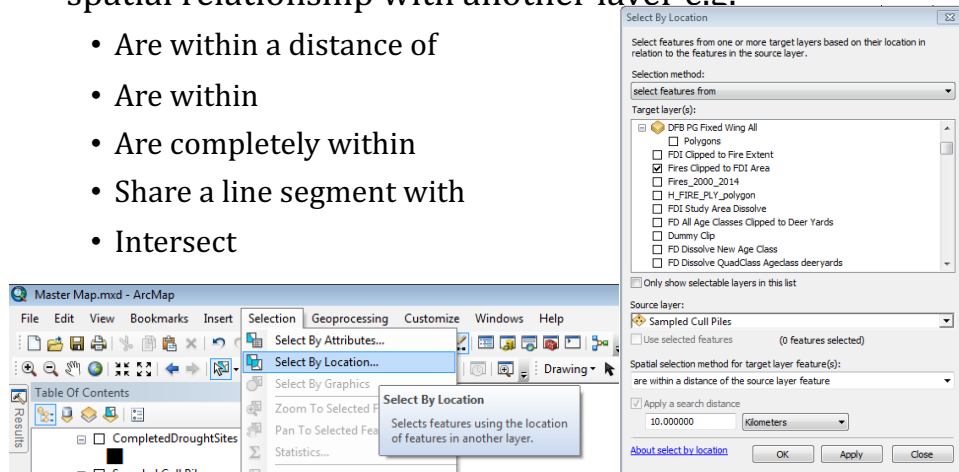 spatial relationship with another layer e.g.
• Are within a distance of
• Are within
• Are completely within
• Share a line segment with
• Intersect
Select By Location
Select features from one or more target layers based on their location in
relation to the features in the source layer.
Selection method:
select features from
Target layer(s):
DFB PG Fixed Wing All
Polygons
FDI Clipped to Fire Extent
Fires Clipped to FDI Area
Fires_2000_2014
H_FIRE_PLY_polygon
FDI Study Area Dissolve
FD All Age Classes Clipped to Deer Yards
Dummy Clip
FD Dissolve New Age Class
FD Dissolve QuadClass Ageclass deeryards
Only show selectable layers in this list
Source layer:
Sampled Cull Piles
Use selected features (0 features selected)
Spatial selection method for target layer feature(s):
are within a distance of the source layer feature
Apply a search distance
10.000000 Kilometers
About select by location OK Apply Close
Master Map.mxd - ArcMap
File Edit View Bookmarks Insert Selection Geoprocessing Customize Windows Help
Select By Attributes...
Select By Location...
Drawing
Select By Graphics
Table Of Contents
Zoom To Selected F
Select By Location
Pan To Selected Fea
Selects features using the location
of features in another layer.
Statistics...
Results
CompletedDroughtSites